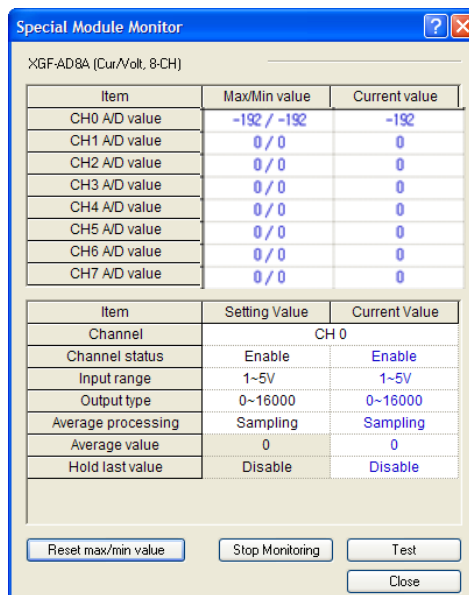 Special Module Monitor
XGF-AD8A (Cur/Volt, 8-CH)
Item Max/Min value Current value
CH0 A/D value -192 / -192 -192
CH1 A/D value 0 / 0 0
CH2 A/D value 0 / 0 0
CH3 A/D value 0 / 0 0
CH4 A/D value 0 / 0 0
CH5 A/D value 0 / 0 0
CH6 A/D value 0 / 0 0
CH7 A/D value 0 / 0 0
Item Setting Value Current Value
Channel CH 0
Channel status Enable Enable
Input range 1~5V 1~5V
Output type 0~16000 0~16000
Average processing Sampling Sampling
Average value 0 0
Hold last value Disable Disable
Reset max/min value Stop Monitoring Test
Close